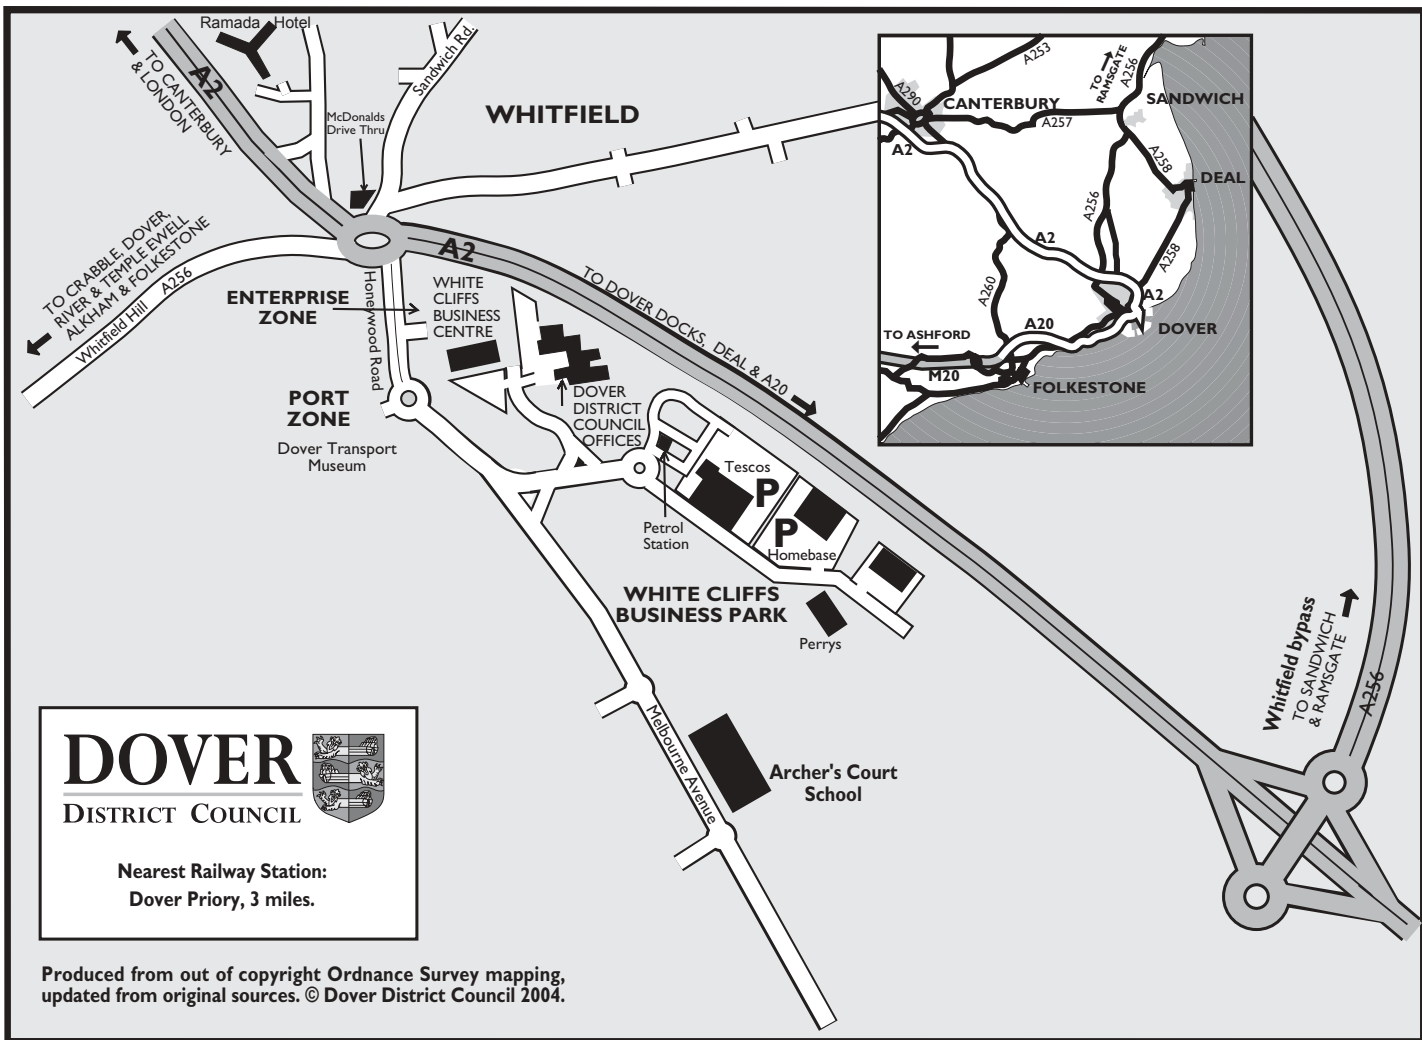 Ramada Hotel
A2
TO CANTERBURY
& LONDON
Sandwich Rd.
McDonalds
Drive Thru
WHITFIELD
TO CRABBLE, DOVER,
RIVER & TEMPLE EWELL
ALKHAM & FOLKESTONE
Whitfield Hill
A256
A2
TO DOVER DOCKS, DEAL & A20
Honeywood Road
ENTERPRISE
ZONE
WHITE
CLIFFS
BUSINESS
CENTRE
PORT
ZONE
Dover Transport
Museum
DOVER
DISTRICT
COUNCIL
OFFICES
Tescos
P
P
Homebase
Petrol
Station
WHITE CLIFFS
BUSINESS PARK
Perrys
Melbourne Avenue
Archer's Court
School
Whitfield bypass
TO SANDWICH
& RAMSGATE
A256
A253
TO
RAMSGATE
A256
A290
CANTERBURY
SANDWICH
A257
A2
A258
DEAL
A256
A2
A258
A260
A2
A20
DOVER
TO ASHFORD
M20
FOLKESTONE
DOVER
DISTRICT COUNCIL
Nearest Railway Station:
Dover Priory, 3 miles.
Produced from out of copyright Ordnance Survey mapping,
updated from original sources. © Dover District Council 2004.